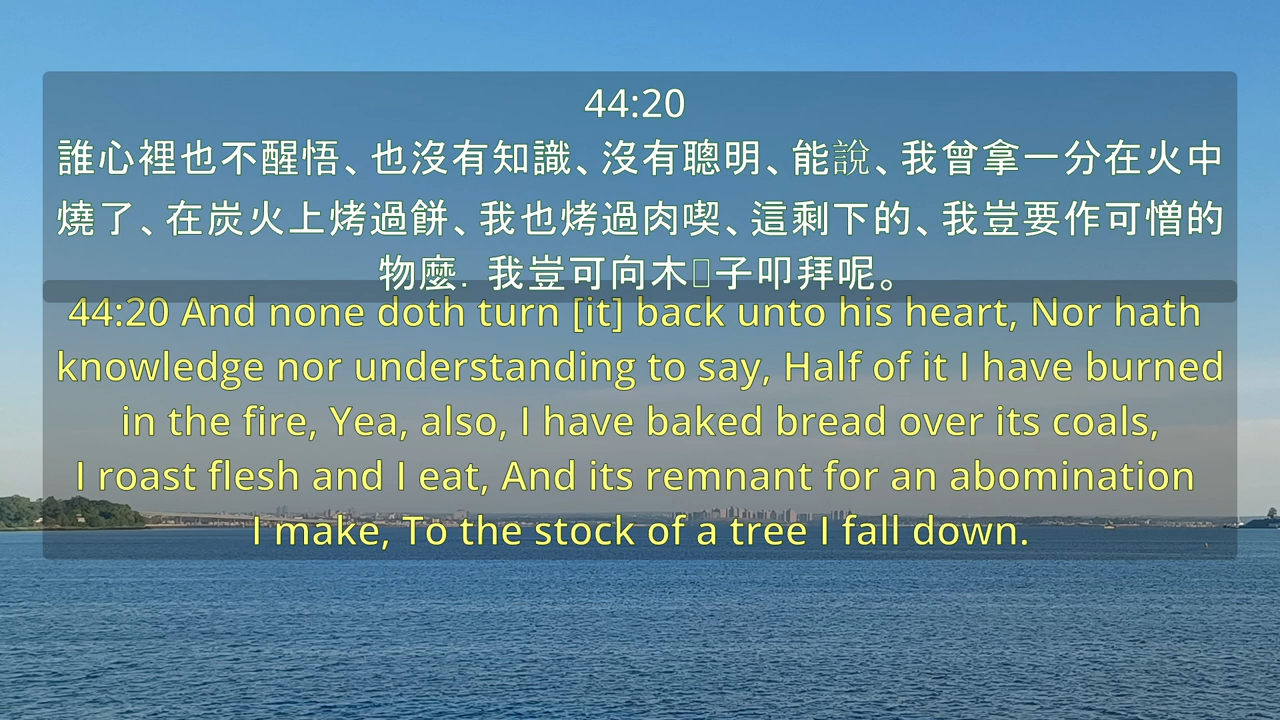 44:20
誰心裡也不醒悟、也沒有知識、沒有聰明、能說、我曾拿一分在火中
燒了、在炭火上烤過餅、我也烤過肉喫、這剩下的、我豈要作可憎的
物麼．我豈可向木子叩拜呢。
44:20 And none doth turn [it] back unto his heart, Nor hath
knowledge nor understanding to say, Half of it I have burned
in the fire, Yea, also, I have baked bread over its coals,
I roast flesh and I eat, And its remnant for an abomination
I make, To the stock of a tree I fall down.